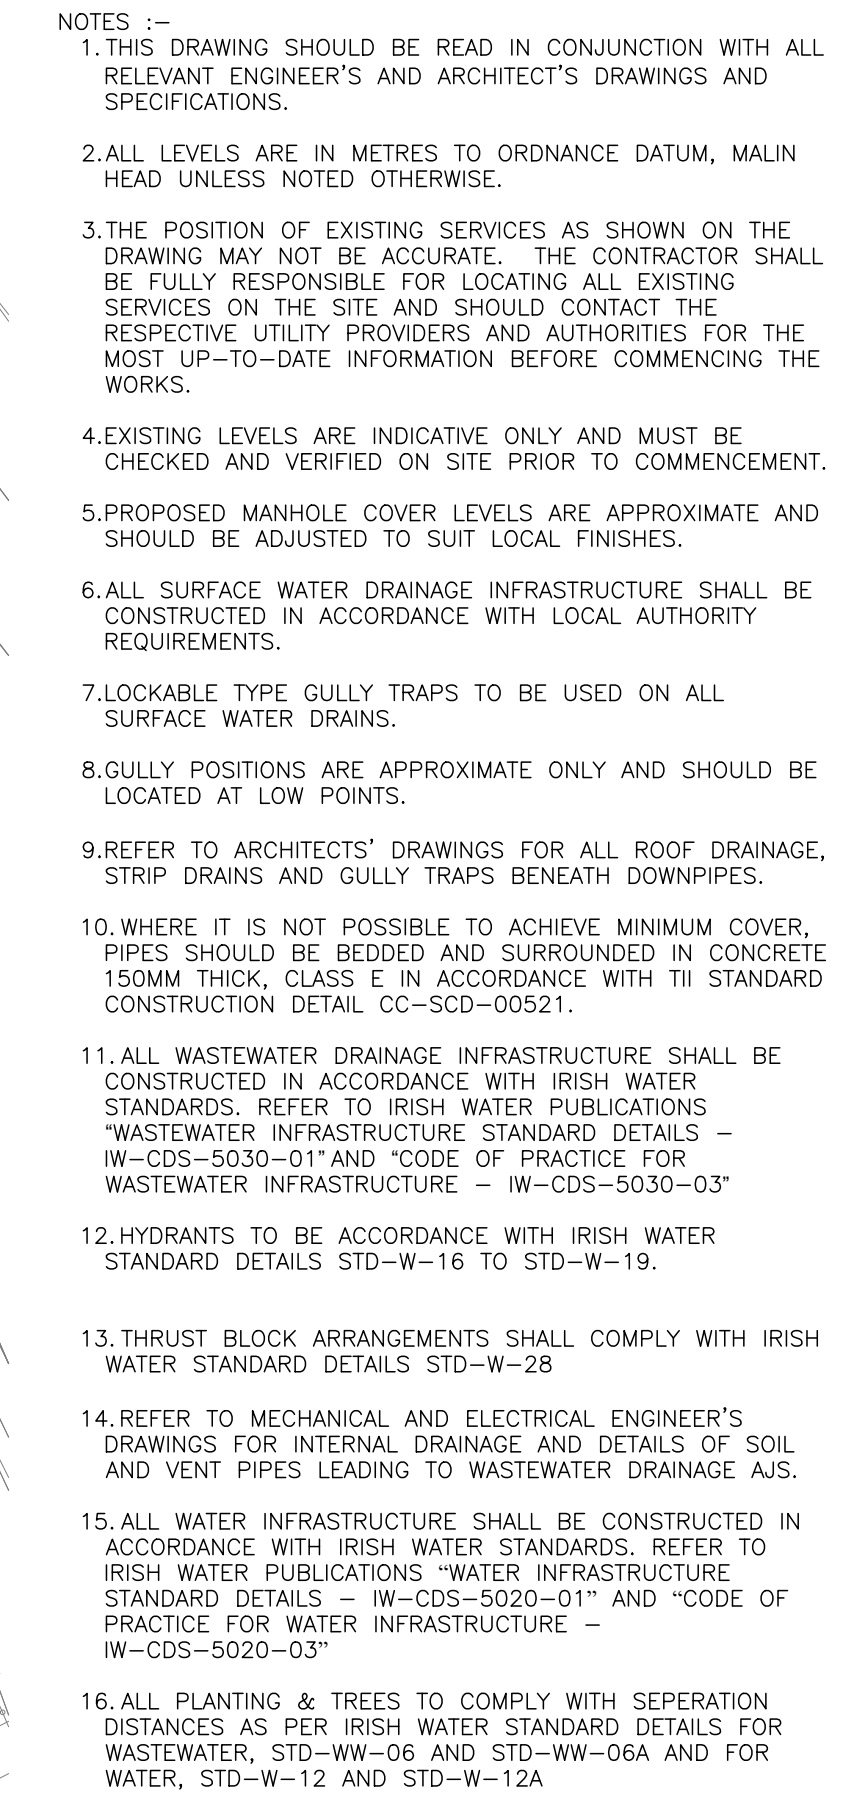 NOTES :–
1. THIS DRAWING SHOULD BE READ IN CONJUNCTION WITH ALL
RELEVANT ENGINEER'S AND ARCHITECT'S DRAWINGS AND
SPECIFICATIONS.
2. ALL LEVELS ARE IN METRES TO ORDNANCE DATUM, MALIN
HEAD UNLESS NOTED OTHERWISE.
3. THE POSITION OF EXISTING SERVICES AS SHOWN ON THE
DRAWING MAY NOT BE ACCURATE. THE CONTRACTOR SHALL
BE FULLY RESPONSIBLE FOR LOCATING ALL EXISTING
SERVICES ON THE SITE AND SHOULD CONTACT THE
RESPECTIVE UTILITY PROVIDERS AND AUTHORITIES FOR THE
MOST UP–TO–DATE INFORMATION BEFORE COMMENCING THE
WORKS.
4. EXISTING LEVELS ARE INDICATIVE ONLY AND MUST BE
CHECKED AND VERIFIED ON SITE PRIOR TO COMMENCEMENT.
5. PROPOSED MANHOLE COVER LEVELS ARE APPROXIMATE AND
SHOULD BE ADJUSTED TO SUIT LOCAL FINISHES.
6. ALL SURFACE WATER DRAINAGE INFRASTRUCTURE SHALL BE
CONSTRUCTED IN ACCORDANCE WITH LOCAL AUTHORITY
REQUIREMENTS.
7. LOCKABLE TYPE GULLY TRAPS TO BE USED ON ALL
SURFACE WATER DRAINS.
8. GULLY POSITIONS ARE APPROXIMATE ONLY AND SHOULD BE
LOCATED AT LOW POINTS.
9. REFER TO ARCHITECTS' DRAWINGS FOR ALL ROOF DRAINAGE,
STRIP DRAINS AND GULLY TRAPS BENEATH DOWNPIPES.
10. WHERE IT IS NOT POSSIBLE TO ACHIEVE MINIMUM COVER,
PIPES SHOULD BE BEDDED AND SURROUNDED IN CONCRETE
150MM THICK, CLASS E IN ACCORDANCE WITH TII STANDARD
CONSTRUCTION DETAIL CC–SCD–00521.
11. ALL WASTEWATER DRAINAGE INFRASTRUCTURE SHALL BE
CONSTRUCTED IN ACCORDANCE WITH IRISH WATER
STANDARDS. REFER TO IRISH WATER PUBLICATIONS
“WASTEWATER INFRASTRUCTURE STANDARD DETAILS –
IW–CDS–5030–01” AND “CODE OF PRACTICE FOR
WASTEWATER INFRASTRUCTURE – IW–CDS–5030–03”
12. HYDRANTS TO BE ACCORDANCE WITH IRISH WATER
STANDARD DETAILS STD–W–16 TO STD–W–19.
13. THRUST BLOCK ARRANGEMENTS SHALL COMPLY WITH IRISH
WATER STANDARD DETAILS STD–W–28
14. REFER TO MECHANICAL AND ELECTRICAL ENGINEER'S
DRAWINGS FOR INTERNAL DRAINAGE AND DETAILS OF SOIL
AND VENT PIPES LEADING TO WASTEWATER DRAINAGE AJS.
15. ALL WATER INFRASTRUCTURE SHALL BE CONSTRUCTED IN
ACCORDANCE WITH IRISH WATER STANDARDS. REFER TO
IRISH WATER PUBLICATIONS “WATER INFRASTRUCTURE
STANDARD DETAILS – IW–CDS–5020–01” AND “CODE OF
PRACTICE FOR WATER INFRASTRUCTURE –
IW–CDS–5020–03”
16. ALL PLANTING & TREES TO COMPLY WITH SEPERATION
DISTANCES AS PER IRISH WATER STANDARD DETAILS FOR
WASTEWATER, STD–WW–06 AND STD–WW–06A AND FOR
WATER, STD–W–12 AND STD–W–12A